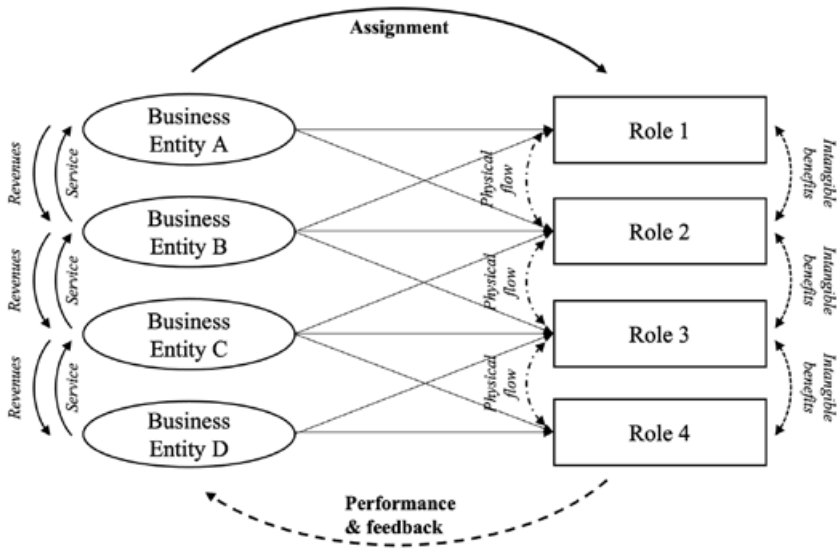 Assignment
Business
Entity A
Role 1
Revenues
Service
Physical
flow
Intangible
benefits
Business
Entity B
Role 2
Revenues
Service
Physical
flow
Intangible
benefits
Business
Entity C
Role 3
Revenues
Service
Physical
flow
Intangible
benefits
Business
Entity D
Role 4
Performance
& feedback